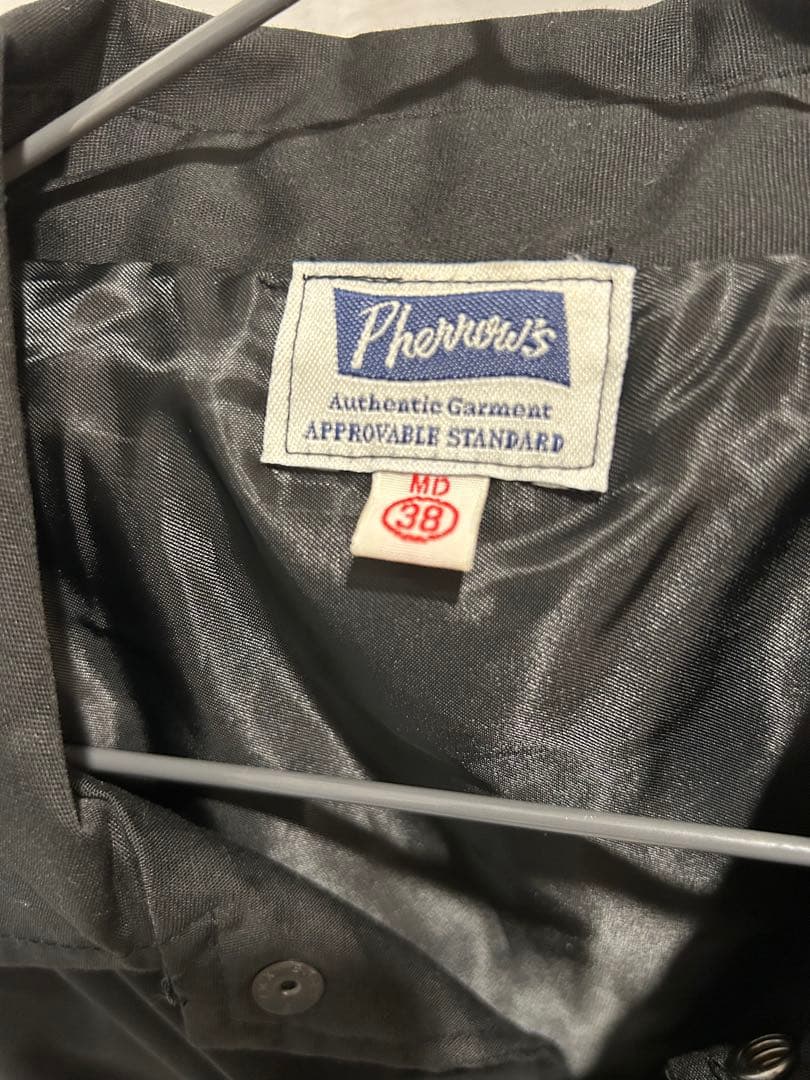 Pherrow's
Authentic Garment
APPROVABLE STANDARD
MD
38